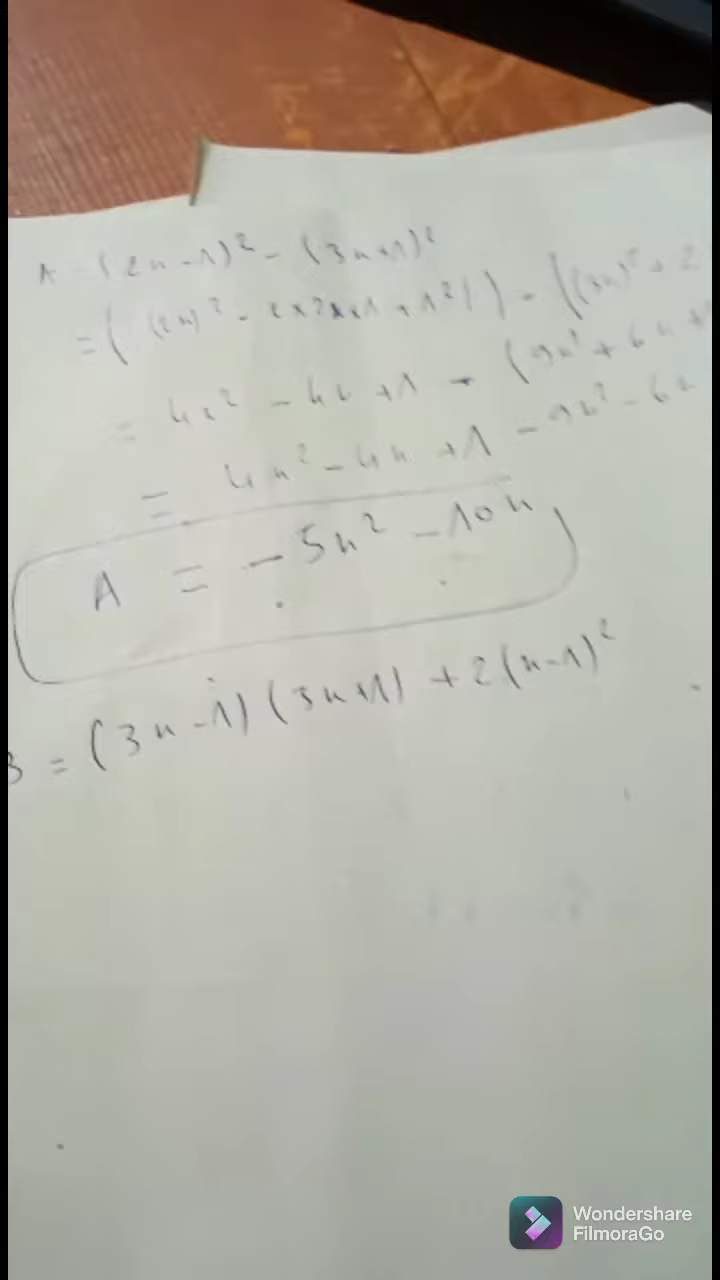 A = (2x-1)² - (3x+1)²
= ((2x)² - 2×2x×1 + 1²)) - ((3x)² + 2
= 4x² - 4x + 1 - (9x² + 6x +
= 4x² - 4x + 1 - 9x² - 6x
A = -5x² - 10x
B = (3x-1)(3x+1) + 2(x-1)²
Wondershare
FilmoraGo